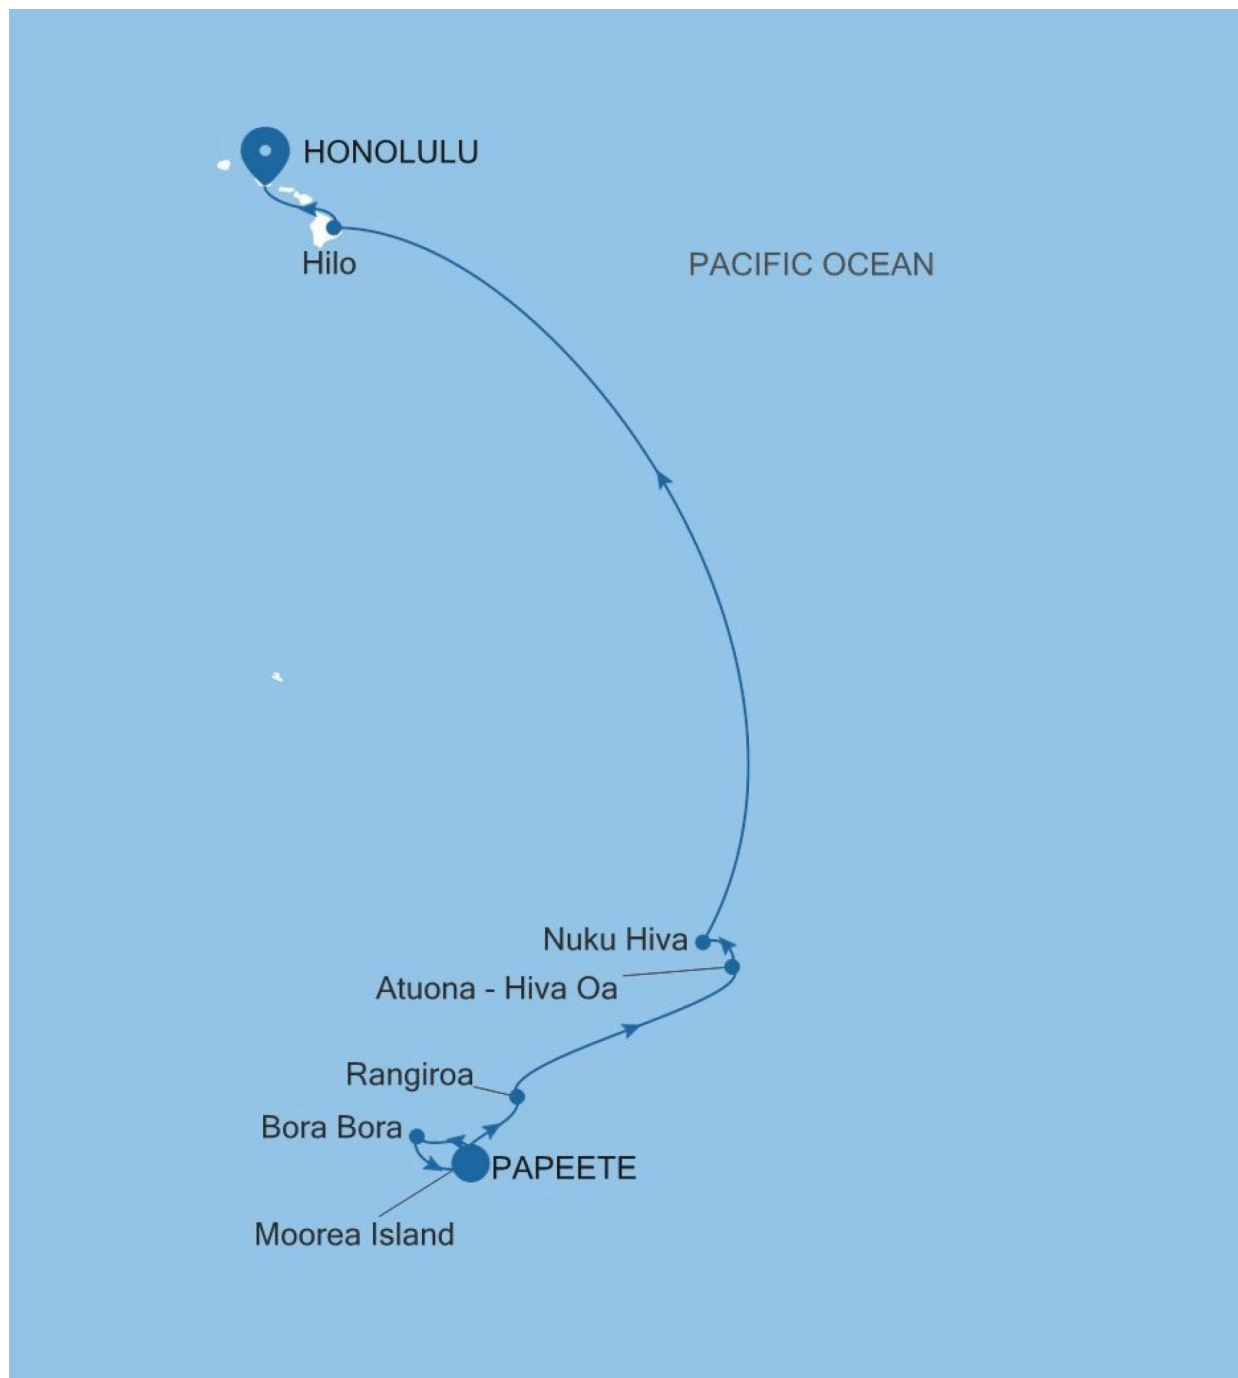 HONOLULU
Hilo
PACIFIC OCEAN
Nuku Hiva
Atuona - Hiva Oa
Rangiroa
Bora Bora
PAPEETE
Moorea Island